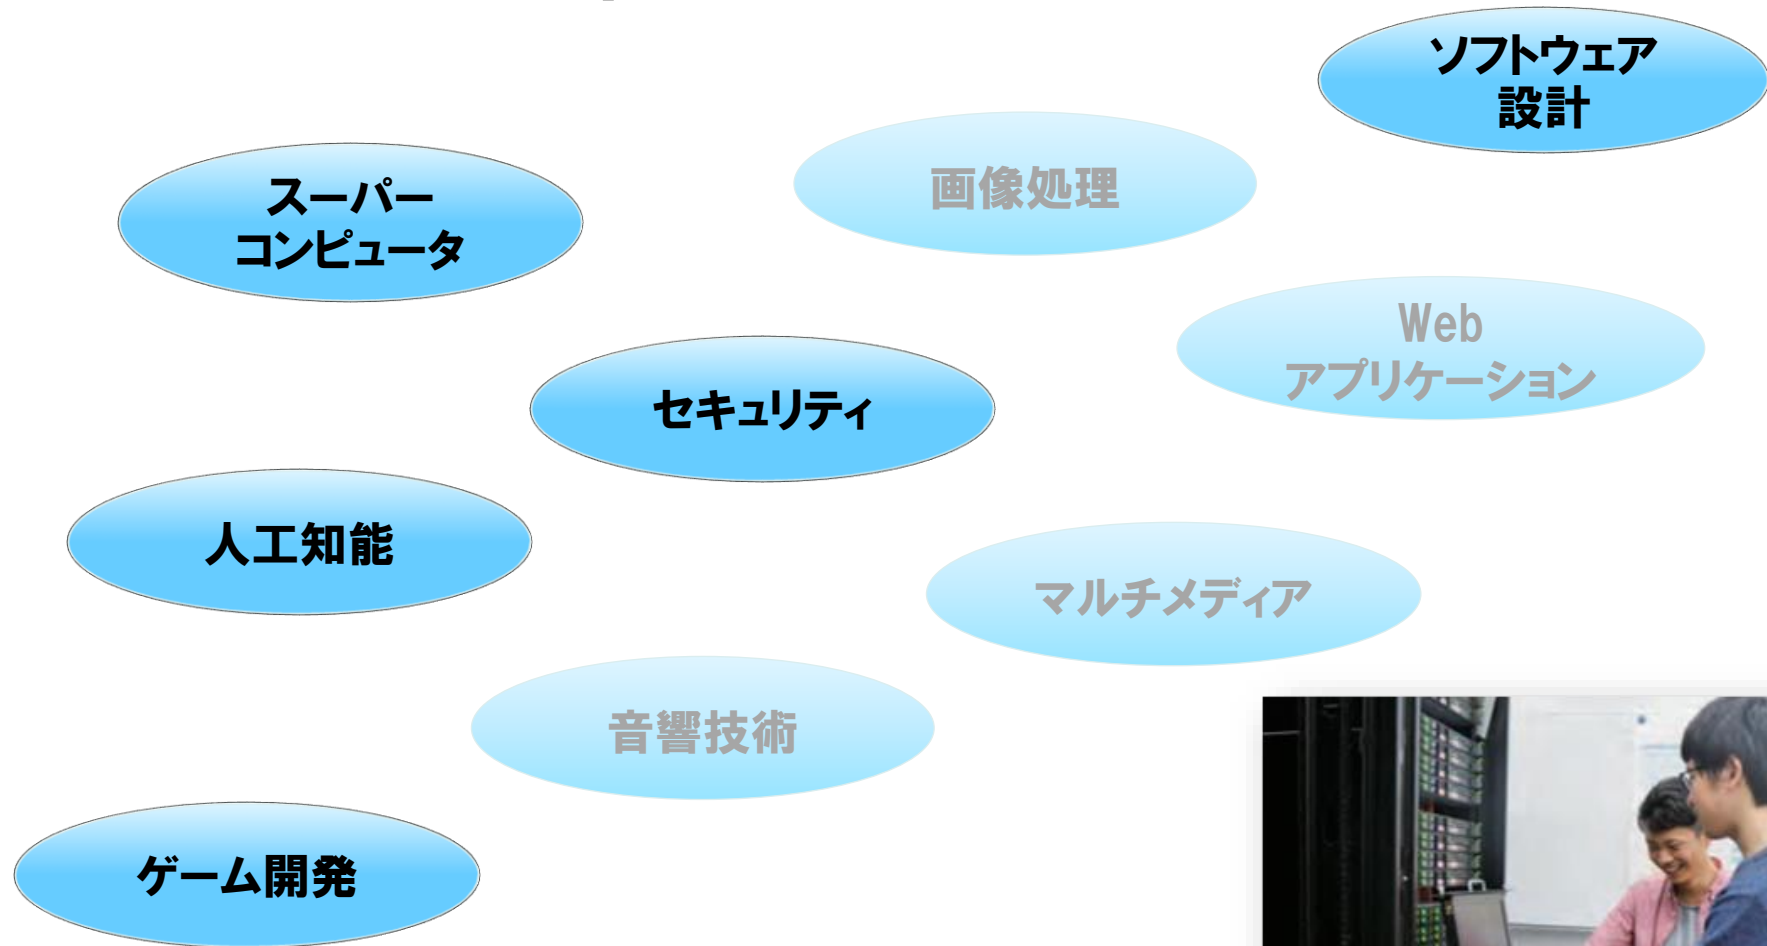 ソフトウェア
設計
画像処理
スーパー
コンピュータ
Web
アプリケーション
セキュリティ
人工知能
マルチメディア
音響技術
ゲーム開発